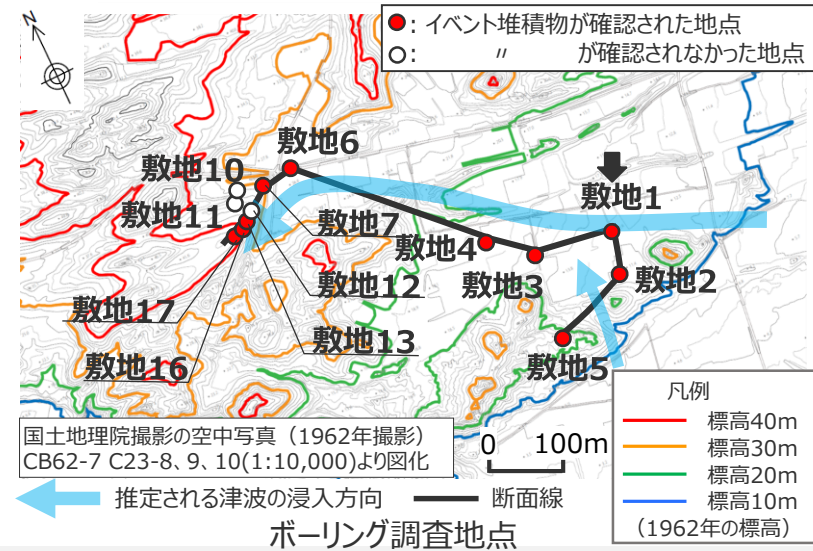 N
●：イベント堆積物が確認された地点
○： 〃 が確認されなかった地点
敷地6
敷地10
敷地1
敷地11
敷地7
敷地4
敷地12
敷地3
敷地2
敷地17
敷地13
敷地16
敷地5
凡例
標高40m
標高30m
標高20m
標高10m
(1962年の標高)
国土地理院撮影の空中写真（1962年撮影）
CB62-7 C23-8、9、10(1:10,000)より図化
0 100m
推定される津波の浸入方向
断面線
ボーリング調査地点